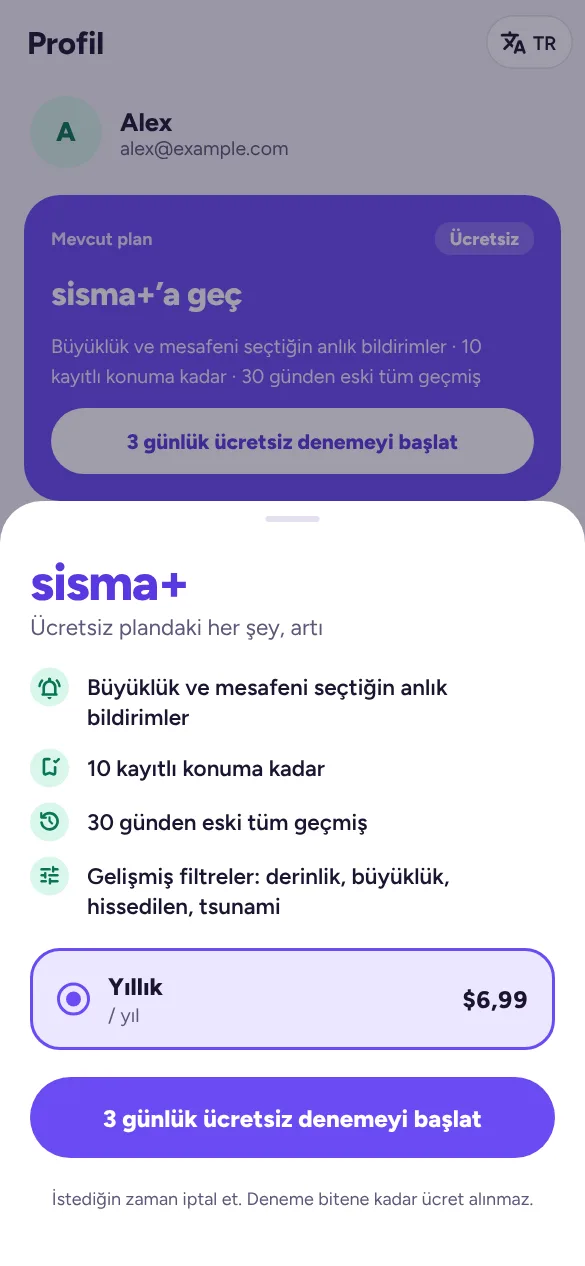 Profil
TR
A
Alex
alex@example.com
Mevcut plan
Ücretsiz
sisma+’a geç
Büyüklük ve mesafeni seçtiğin anlık bildirimler · 10
kayıtlı konuma kadar · 30 günden eski tüm geçmiş
3 günlük ücretsiz denemeyi başlat
sisma+
Ücretsiz plandaki her şey, artı
Büyüklük ve mesafeni seçtiğin anlık
bildirimler
10 kayıtlı konuma kadar
30 günden eski tüm geçmiş
Gelişmiş filtreler: derinlik, büyüklük,
hissedilen, tsunami
Yıllık
/ yıl
$6,99
3 günlük ücretsiz denemeyi başlat
İstediğin zaman iptal et. Deneme bitene kadar ücret alınmaz.